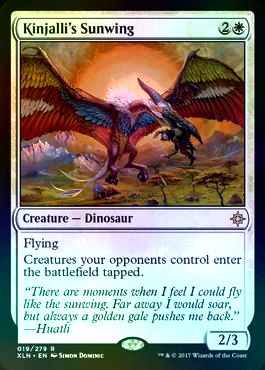 Kinjalli's Sunwing 2
Creature — Dinosaur
Flying
Creatures your opponents control enter
the battlefield tapped.
“There are moments when I feel I could fly
like the sunwing. Far away I would soar,
but always a golden gale pushes me back.”
—Huatli
2/3
019/279 R
XLN • EN Simon Dominic
™ & © 2017 Wizards of the Coast